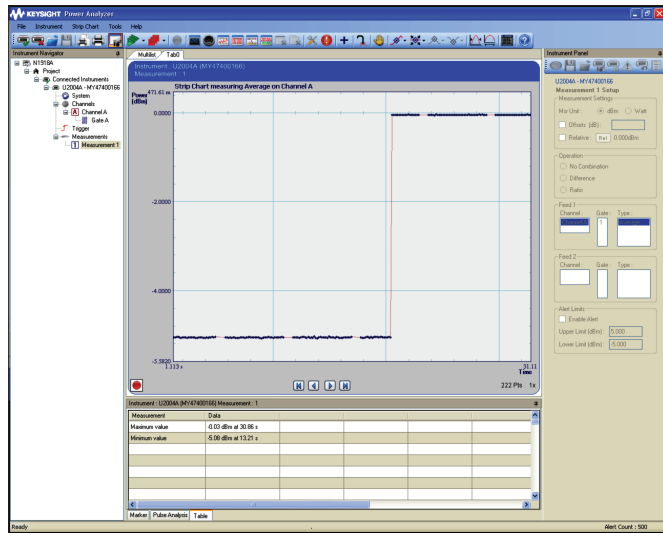 KEYSIGHT Power Analyzer
File Instrument Strip Chart Tools Help
Instrument Navigator
N1918A
Project
Connected Instruments
U2004A - MY47400166
System
Channels
A Channel A
Gate A
Trigger
Measurements
1 Measurement 1
Multilist Tab0
Instrument : U2004A (MY47400166)
Measurement : 1
Strip Chart measuring Average on Channel A
Power 471.61 m
[dBm]
0.0000
-2.0000
-4.0000
-5.5820
1.113 s
31.11
Time
222 Pts 1x
Instrument : U2004A (MY47400166) Measurement : 1
Measurement Data
Maximum value -0.03 dBm at 30.86 s
Minimum value -5.08 dBm at 13.21 s
Marker Pulse Analysis Table
Instrument Panel
U2004A - MY47400166
Measurement 1 Setup
Measurement Settings
Msr Unit : dBm Watt
Offsets (dB) :
Relative : Rel 0.000dBm
Operation
No Combination
Difference
Ratio
Feed 1
Channel : Gate : Type :
Channel A 1 Average
Feed 2
Channel : Gate : Type :
Alert Limits
Enable Alert
Upper Limit (dBm) : 5.000
Lower Limit (dBm) : -5.000
Ready
Alert Count : 500